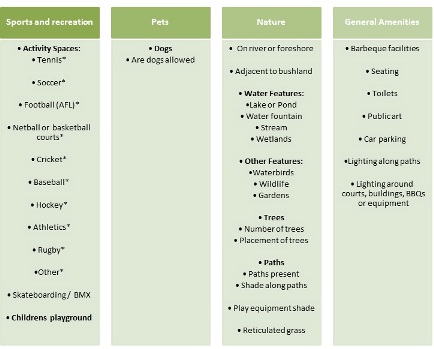 Sports and recreation
• Activity Spaces:
• Tennis*
• Soccer*
• Football (AFL)*
• Netball or basketball
courts*
• Cricket*
• Baseball*
• Hockey*
• Athletics*
• Rugby*
•Other*
• Skateboarding / BMX
• Childrens playground
Pets
• Dogs
• Are dogs allowed
Nature
• On river or foreshore
• Adjacent to bushland
• Water Features:
•Lake or Pond
• Water fountain
• Stream
• Wetlands
• Other Features:
•Waterbirds
• Wildlife
• Gardens
• Trees
• Number of trees
• Placement of trees
• Paths
• Paths present
• Shade along paths
• Play equipment shade
• Reticulated grass
General Amenities
• Barbeque facilities
• Seating
• Toilets
• Public art
• Car parking
•Lighting along paths
• Lighting around
courts, buildings, BBQs
or equipment